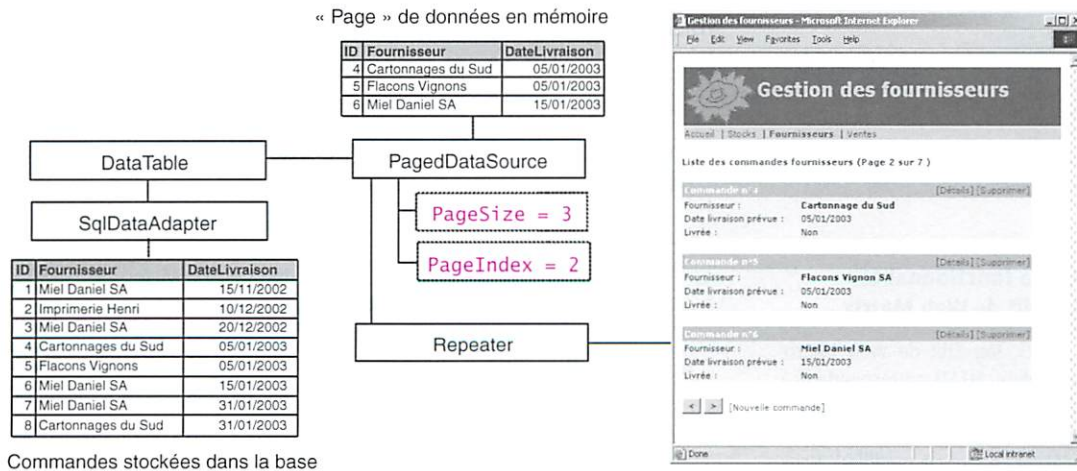 « Page » de données en mémoire
ID Fournisseur DateLivraison
4 Cartonnages du Sud 05/01/2003
5 Flacons Vignons 05/01/2003
6 Miel Daniel SA 15/01/2003
DataTable
PagedDataSource
SqlDataAdapter
PageSize = 3
PageIndex = 2
Repeater
ID Fournisseur DateLivraison
1 Miel Daniel SA 15/11/2002
2 Imprimerie Henri 10/12/2002
3 Miel Daniel SA 20/12/2002
4 Cartonnages du Sud 05/01/2003
5 Flacons Vignons 05/01/2003
6 Miel Daniel SA 15/01/2003
7 Miel Daniel SA 31/01/2003
8 Cartonnages du Sud 31/01/2003
Commandes stockées dans la base
Gestion des fournisseurs - Microsoft Internet Explorer
File Edit View Favorites Tools Help
Gestion des fournisseurs
Accueil | Stocks | Fournisseurs | Ventes
Liste des commandes fournisseurs (Page 2 sur 7 )
Commande n°4 [Détails] [Supprimer]
Fournisseur : Cartonnage du Sud
Date livraison prévue : 05/01/2003
Livrée : Non
Commande n°5 [Détails] [Supprimer]
Fournisseur : Flacons Vignon SA
Date livraison prévue : 05/01/2003
Livrée : Non
Commande n°6 [Détails] [Supprimer]
Fournisseur : Miel Daniel SA
Date livraison prévue : 15/01/2003
Livrée : Non
< > [Nouvelle commande]
Done Local intranet